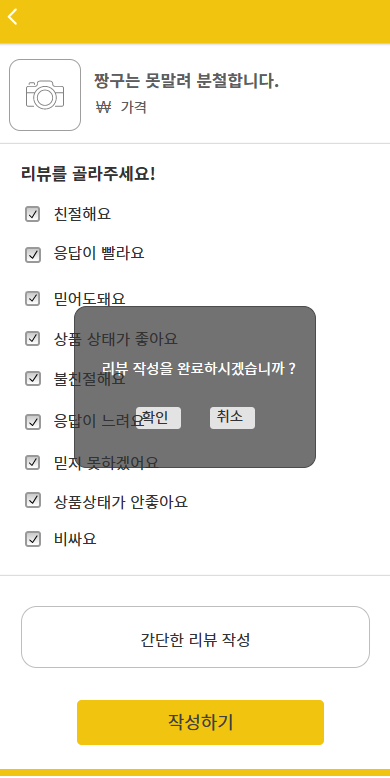 짱구는 못말려 분철합니다.
₩ 가격
리뷰를 골라주세요!
친절해요
응답이 빨라요
믿어도돼요
상품 상태가 좋아요
리뷰 작성을 완료하시겠습니까 ?
불친절해요
확인 취소
응답이 느려요
믿지 못하겠어요
상품상태가 안좋아요
비싸요
간단한 리뷰 작성
작성하기